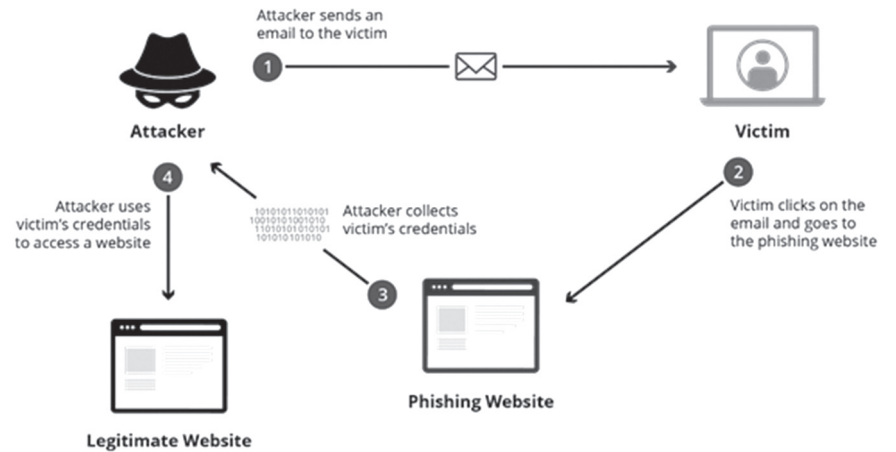 Attacker sends an
email to the victim
1
Attacker
Victim
2
Victim clicks on the
email and goes to
the phishing website
3
Attacker collects
victim's credentials
10101011010101
10010101001010
11010101010101
101010101010
Phishing Website
4
Attacker uses
victim's credentials
to access a website
Legitimate Website